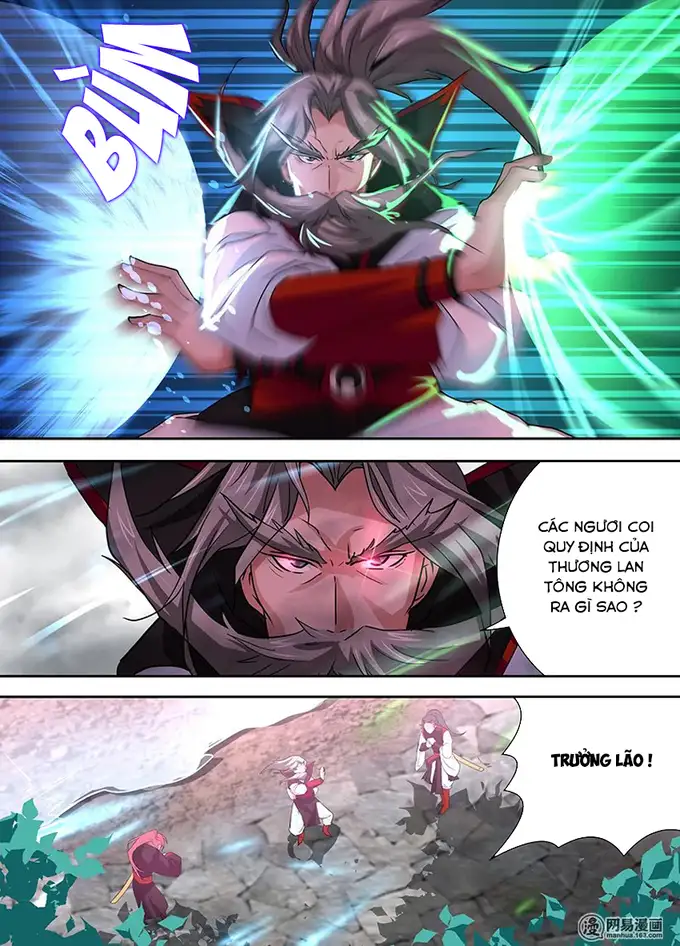 BÙM
CÁC NGƯƠI COI
QUY ĐỊNH CỦA
THƯƠNG LAN
TÔNG KHÔNG
RA GÌ SAO ?
TRƯỞNG LÃO !
网易漫画
manhua.163.com